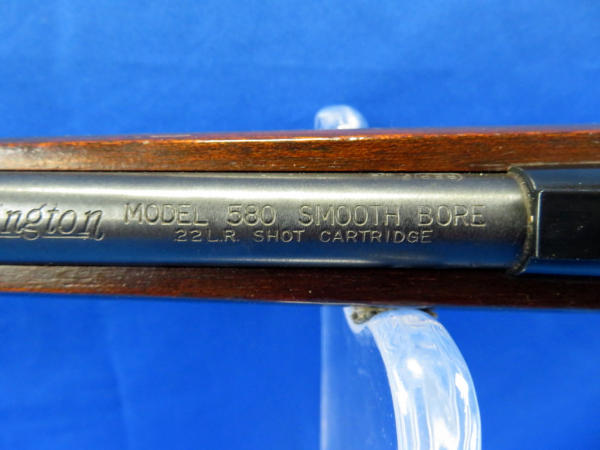 ington MODEL 580 SMOOTH BORE
.22 L.R. SHOT CARTRIDGE